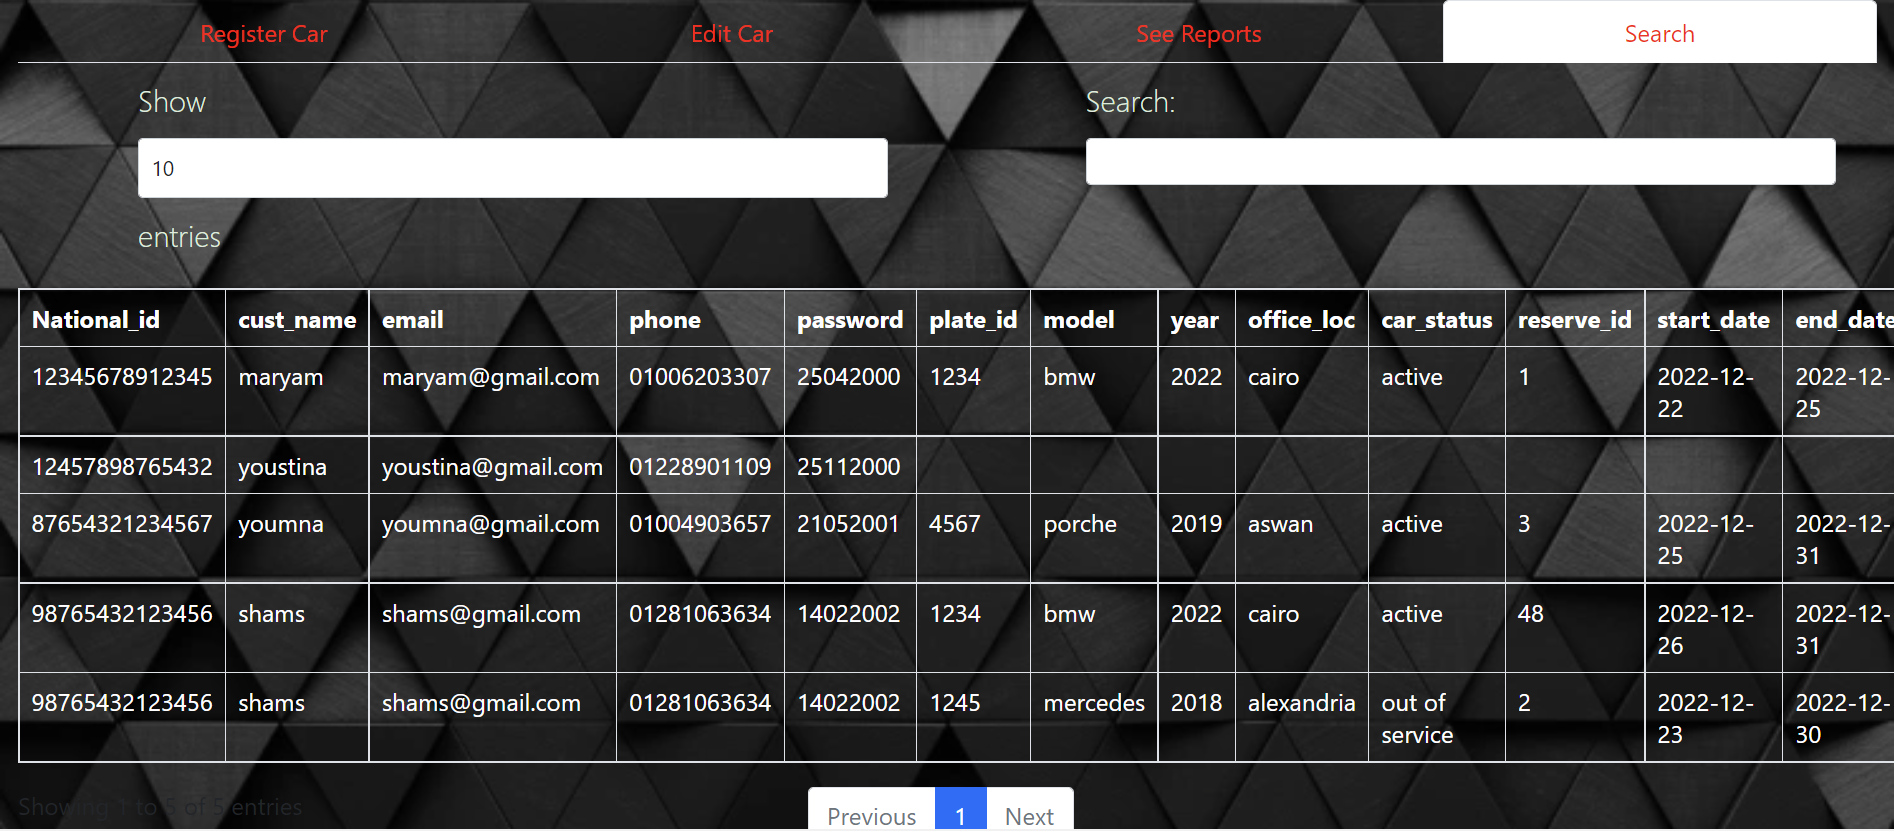 Register Car Edit Car See Reports Search
Show Search:
10
entries
National_id cust_name email phone password plate_id model year office_loc car_status reserve_id start_date end_date
12345678912345 maryam maryam@gmail.com 01006203307 25042000 1234 bmw 2022 cairo active 1 2022-12- 2022-12-
22 25
12457898765432 youstina youstina@gmail.com 01228901109 25112000
87654321234567 youmna youmna@gmail.com 01004903657 21052001 4567 porche 2019 aswan active 3 2022-12- 2022-12-
25 31
98765432123456 shams shams@gmail.com 01281063634 14022002 1234 bmw 2022 cairo active 48 2022-12- 2022-12-
26 31
98765432123456 shams shams@gmail.com 01281063634 14022002 1245 mercedes 2018 alexandria out of 2 2022-12- 2022-12-
service 23 30
Showing 1 to 5 of 5 entries Previous 1 Next